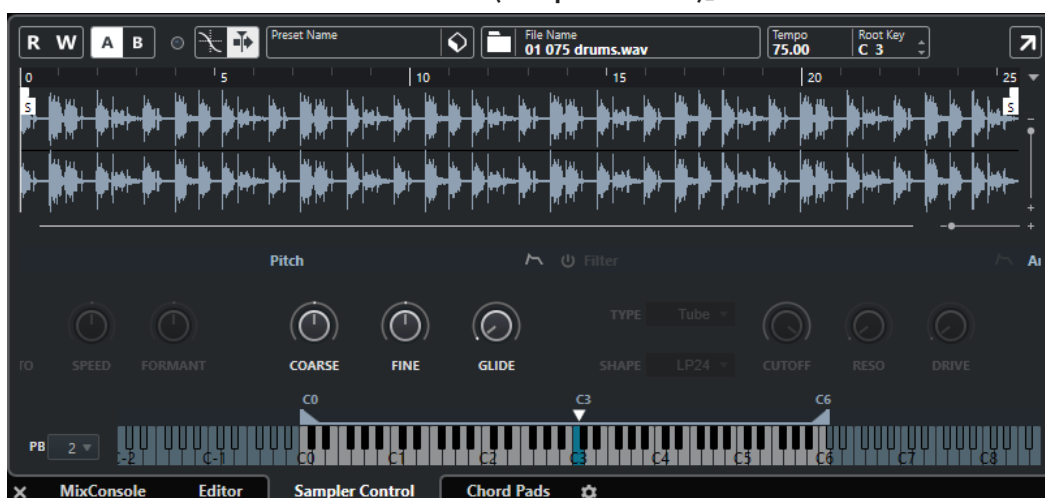 R W A B Preset Name File Name 01 075 drums.wav Tempo 75.00 Root Key C 3
0 5 10 15 20 25
S S
Pitch Filter
TYPE Tube
TO SPEED FORMANT COARSE FINE GLIDE SHAPE LP24 CUTOFF RESO DRIVE
C0 C3 C6
PB 2
C-1 C0 C1 C2 C3 C4 C5 C6 C7 C8
MixConsole Editor Sampler Control Chord Pads